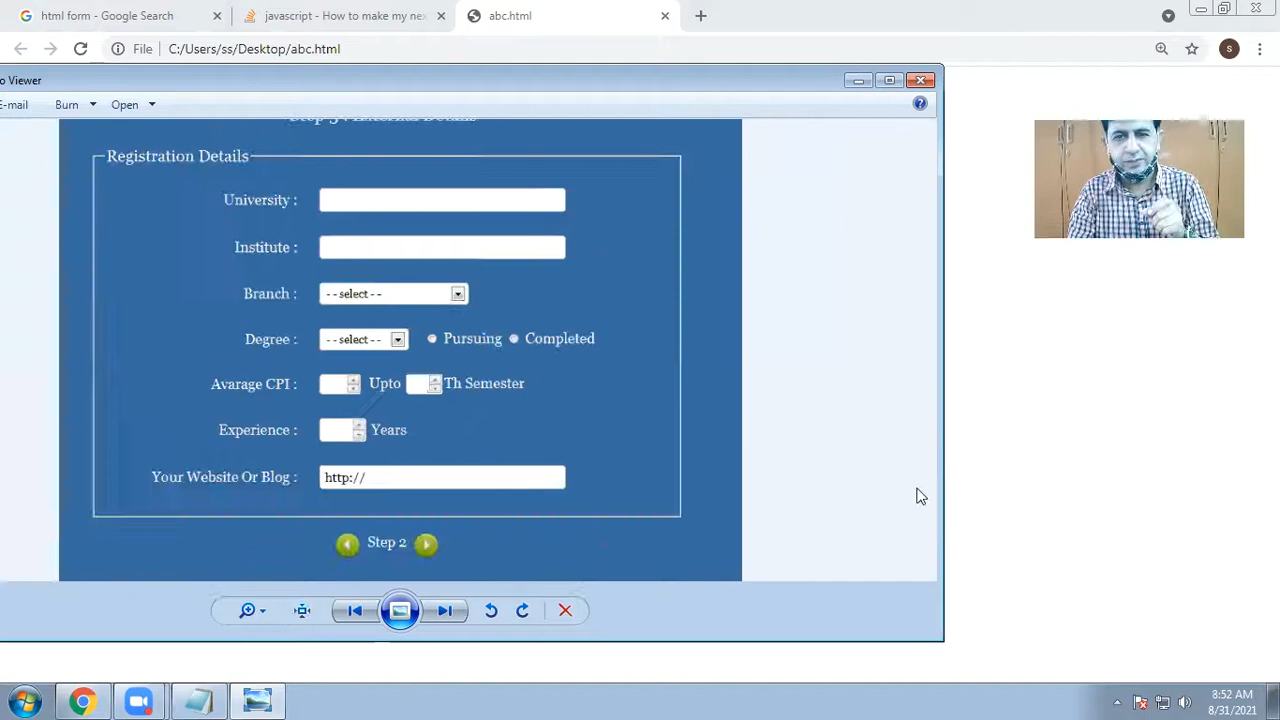 html form - Google Search
javascript - How to make my nex
abc.html
File C:/Users/ss/Desktop/abc.html
s
o Viewer
E-mail Burn Open
Registration Details
University :
Institute :
Branch : --select--
Degree : --select-- Pursuing Completed
Avarage CPI : Upto Th Semester
Experience : Years
Your Website Or Blog : http://
Step 2
8:52 AM
8/31/2021